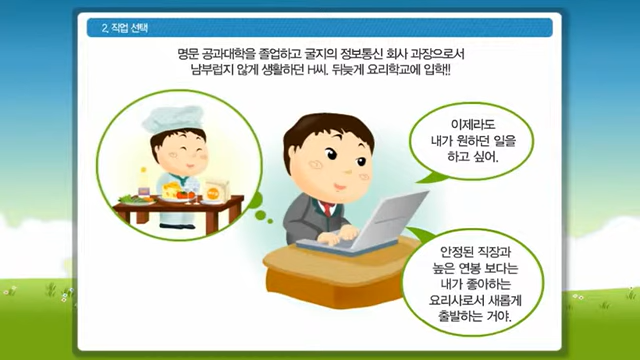 2. 직업 선택
명문 공과대학을 졸업하고 굴지의 정보통신 회사 과장으로서
남부럽지 않게 생활하던 H씨. 뒤늦게 요리학교에 입학!!
이제라도
내가 원하던 일을
하고 싶어.
안정된 직장과
높은 연봉 보다는
내가 좋아하는
요리사로서 새롭게
출발하는 거야.